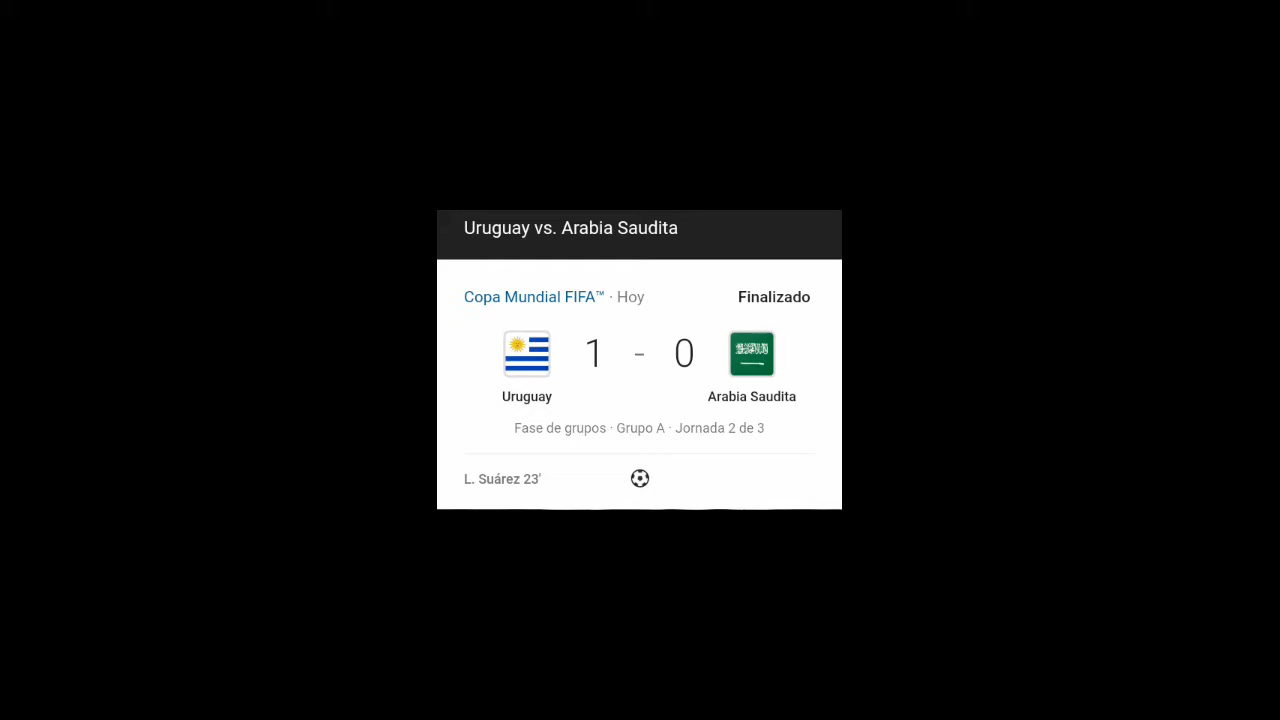 Uruguay vs. Arabia Saudita
Copa Mundial FIFA™ · Hoy Finalizado
1 - 0
Uruguay Arabia Saudita
Fase de grupos · Grupo A · Jornada 2 de 3
L. Suárez 23'